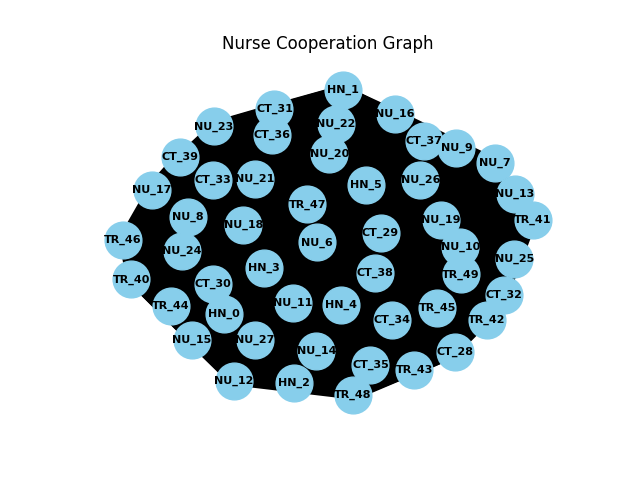 Nurse Cooperation Graph
HN_1
CT_31
NU_16
NU_22
NU_23
CT_36
CT_37
NU_9
NU_20
CT_39
NU_7
NU_21
CT_33
NU_26
HN_5
NU_17
NU_13
TR_47
NU_8
NU_19
TR_41
NU_18
CT_29
TR_46
NU_6
NU_10
NU_24
NU_25
HN_3
CT_38
TR_49
TR_40
CT_30
CT_32
NU_11
HN_4
TR_44
TR_45
HN_0
CT_34
TR_42
NU_15
NU_27
NU_14
CT_28
CT_35
TR_43
NU_12
HN_2
TR_48